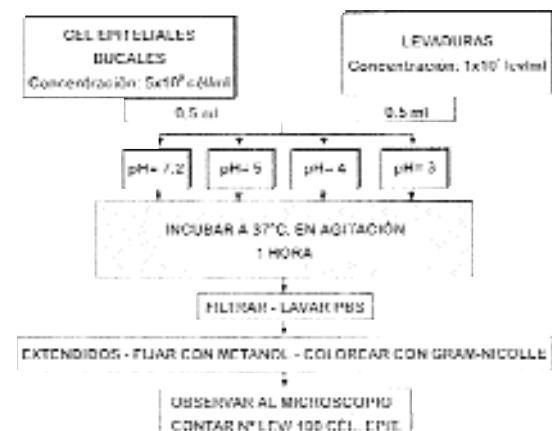 CEL EPITELIALES
BUCALES
Concentración: 5x10⁵ cél/ml
LEVADURAS
Concentración: 1x10⁷ lev/ml
0,5 ml
0,5 ml
pH= 7,2
pH= 5
pH= 4
pH= 3
INCUBAR A 37°C. EN AGITACIÓN
1 HORA
FILTRAR - LAVAR PBS
EXTENDIDOS - FIJAR CON METANOL - COLOREAR CON GRAM-NICOLLE
OBSERVAR AL MICROSCOPIO
CONTAR Nº LEV/ 100 CÉL. EPIT.